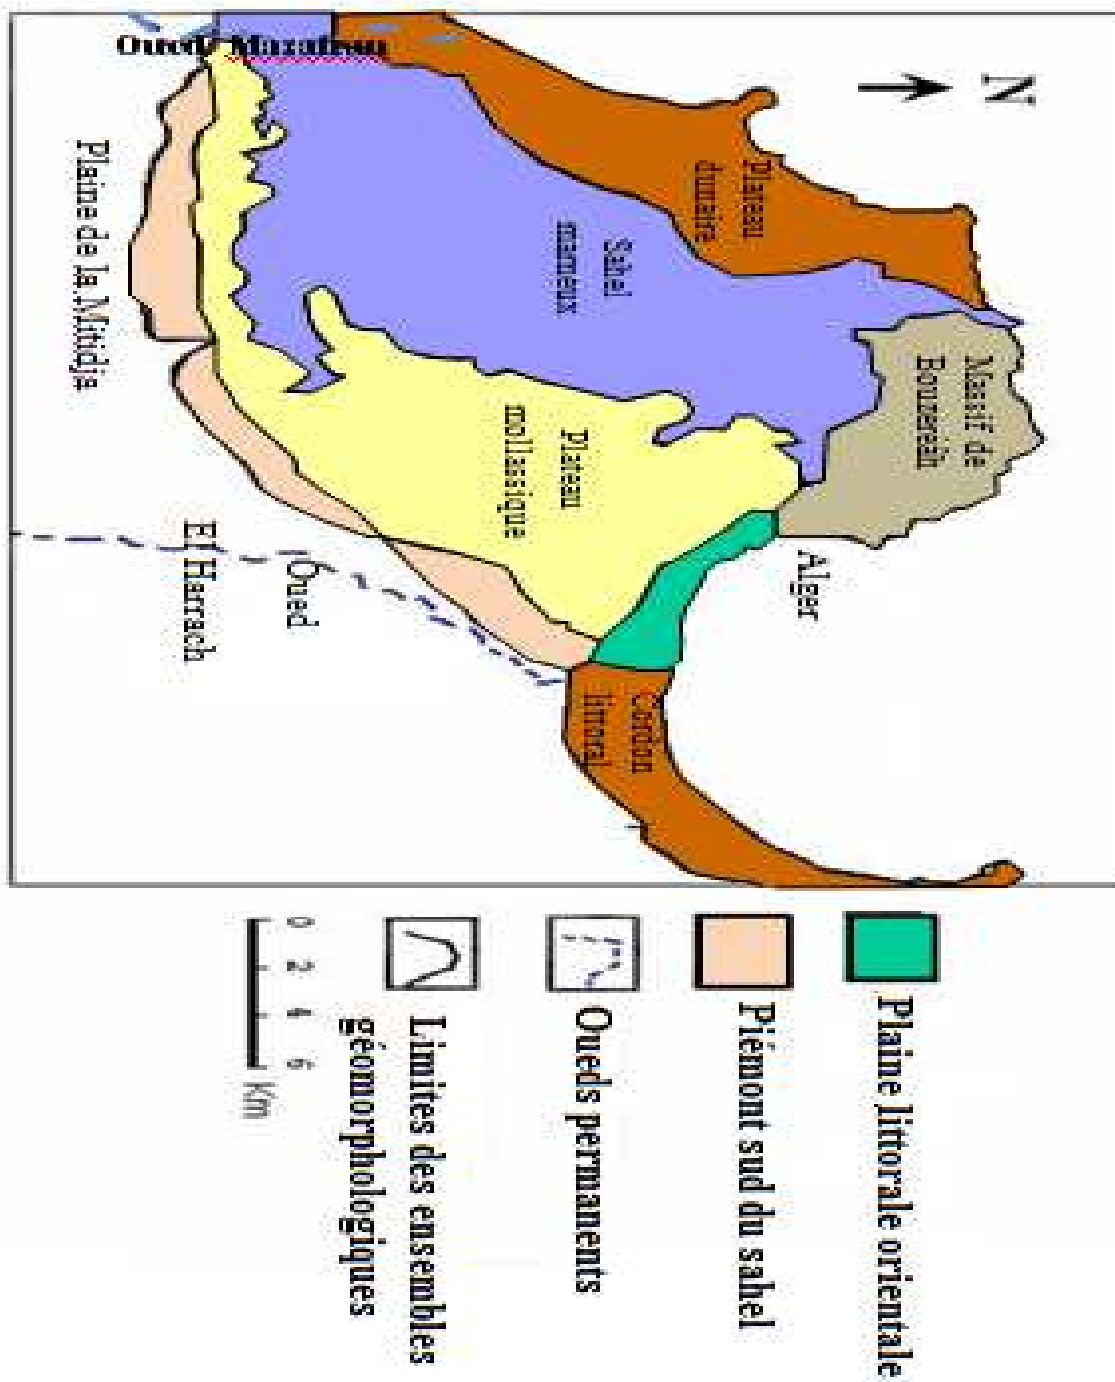 N
Oued Mazafran
Plateau
dunaire
Sahel
marneux
Massif de
Bouzeréah
Plateau
mollassique
Alger
Plaine de la Mitidja
Oued
El Harrach
Cordon
littoral
Plaine littorale orientale
Piémont sud du sahel
Oueds permanents
Limites des ensembles
géomorphologiques
0 2 4 6
Km